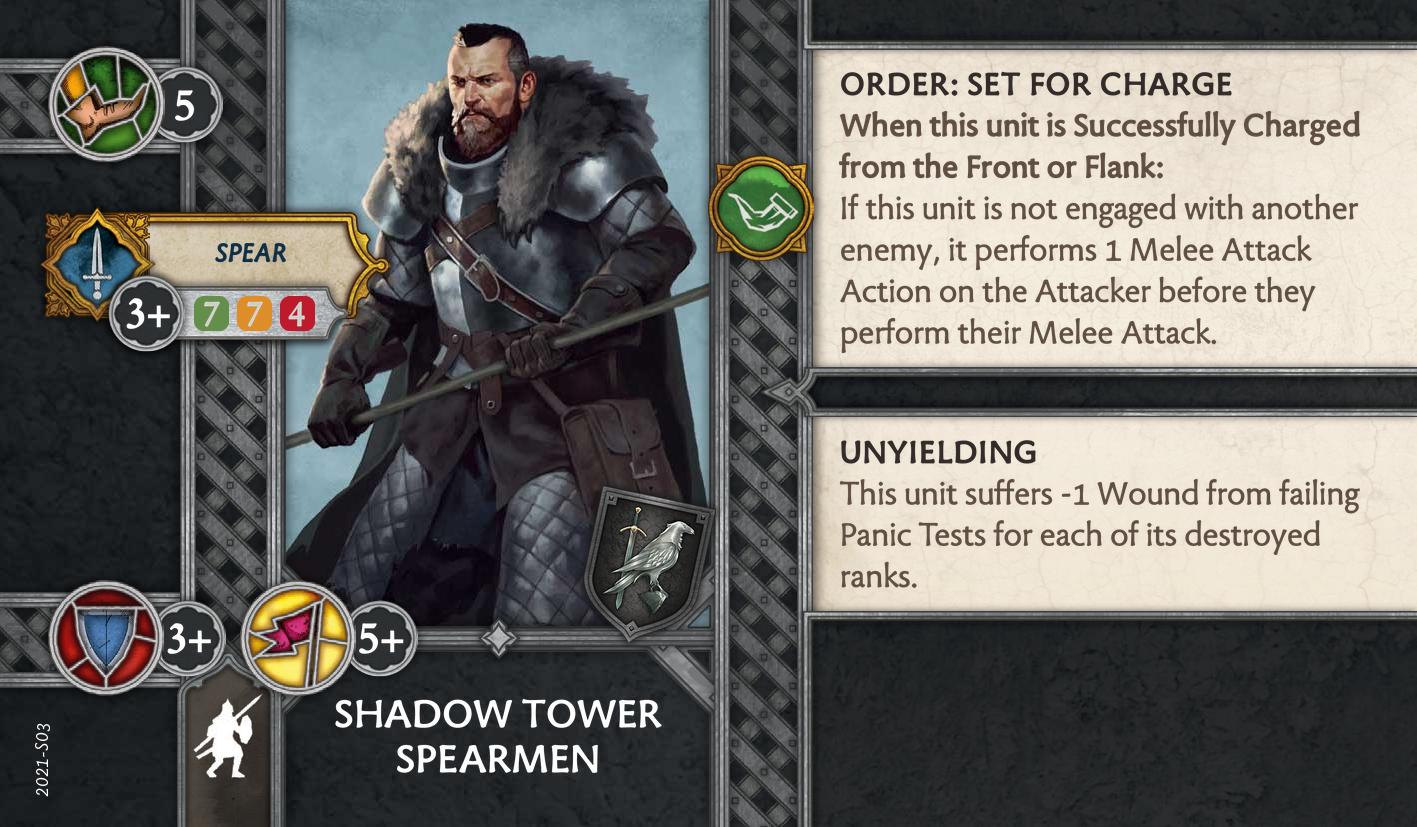 5
SPEAR
3+ 7 7 4
3+ 5+
SHADOW TOWER
SPEARMEN
2021-S03
ORDER: SET FOR CHARGE
When this unit is Successfully Charged
from the Front or Flank:
If this unit is not engaged with another
enemy, it performs 1 Melee Attack
Action on the Attacker before they
perform their Melee Attack.
UNYIELDING
This unit suffers -1 Wound from failing
Panic Tests for each of its destroyed
ranks.